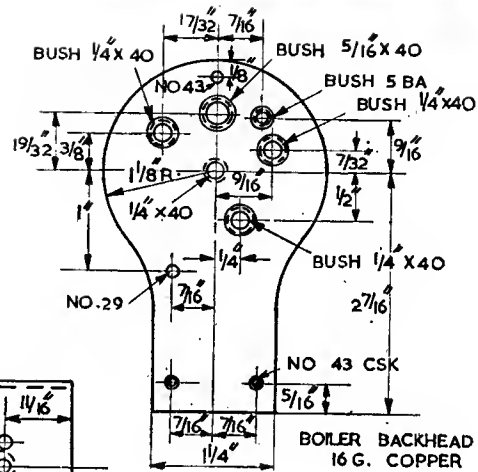 17/32" 7/16"
BUSH 1/4" X 40
BUSH 5/16" X 40
NO 43
1/8"
BUSH 5 BA
BUSH 1/4" X 40
19/32"
3/8"
9/16"
7/32"
1 1/8" R
1/4" X 40
9/16"
1/2"
1"
1/4"
BUSH 1/4" X 40
NO. 29
7/16"
2 7/16"
NO 43 CSK
5/16"
11/16"
7/16" 7/16"
1 1/4"
BOILER BACKHEAD
16 G. COPPER